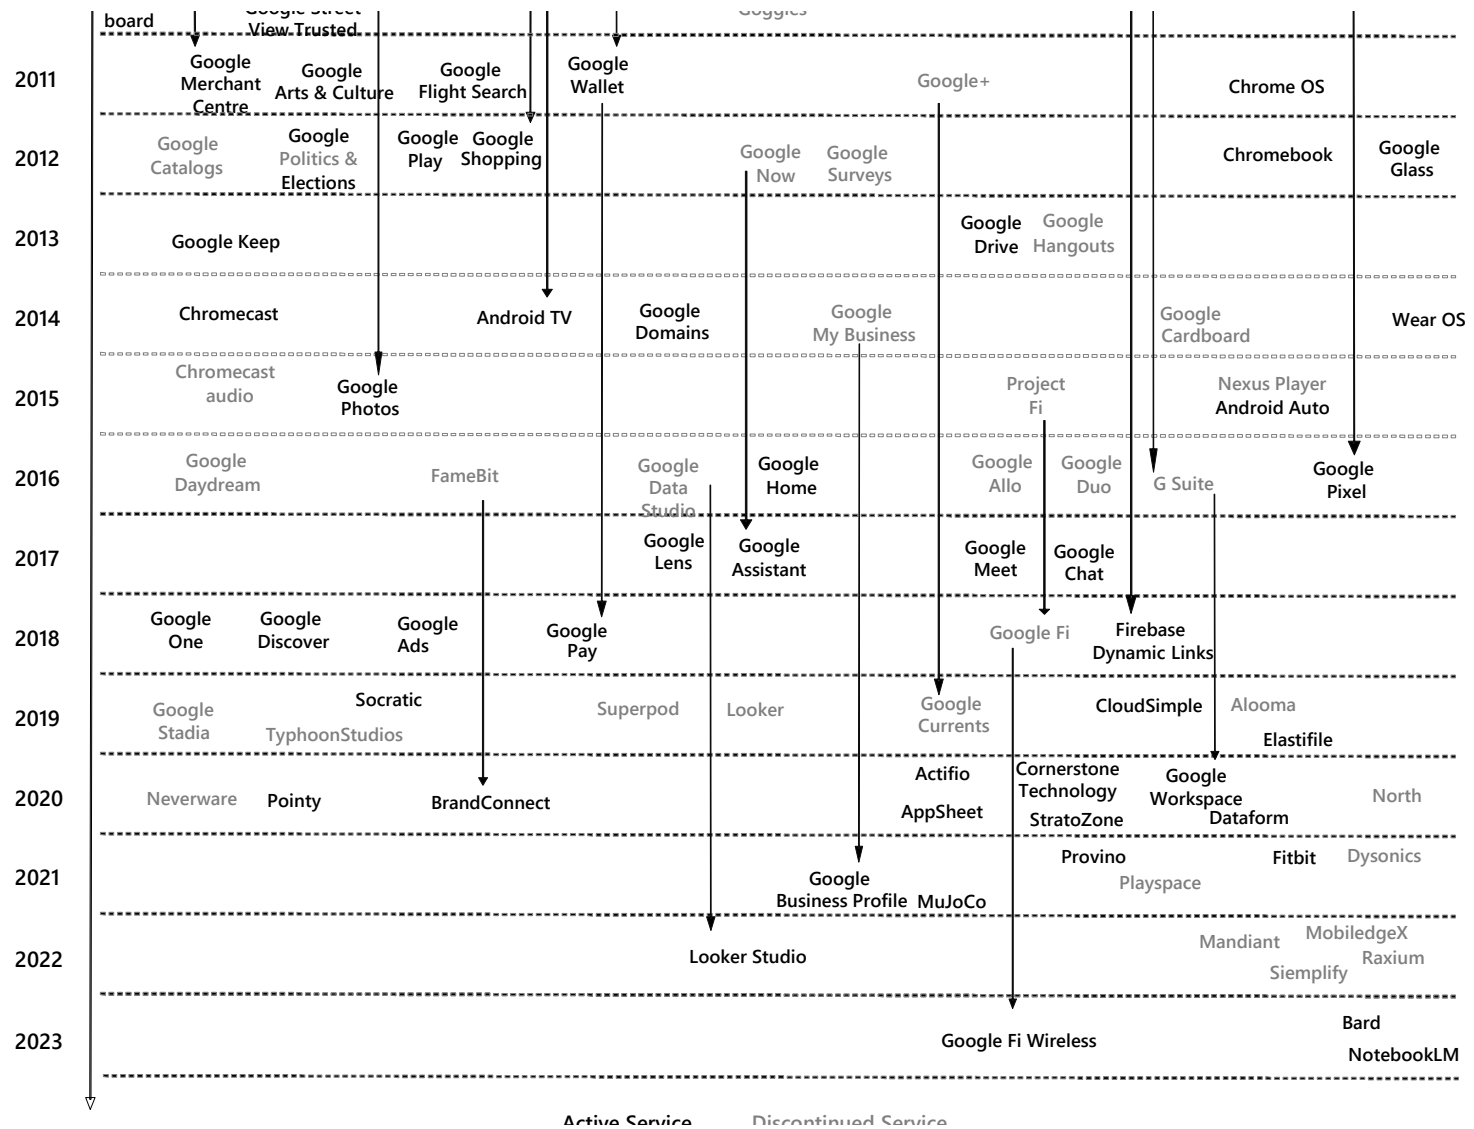 board
Google Street
View Trusted
Goggles
2011
Google
Merchant
Centre
Google
Arts & Culture
Google
Flight Search
Google
Wallet
Google+
Chrome OS
2012
Google
Catalogs
Google
Politics &
Elections
Google
Play
Google
Shopping
Google
Now
Google
Surveys
Chromebook
Google
Glass
2013
Google Keep
Google
Drive
Google
Hangouts
2014
Chromecast
Android TV
Google
Domains
Google
My Business
Google
Cardboard
Wear OS
2015
Chromecast
audio
Google
Photos
Project
Fi
Nexus Player
Android Auto
2016
Google
Daydream
FameBit
Google
Data
Studio
Google
Home
Google
Allo
Google
Duo
G Suite
Google
Pixel
2017
Google
Lens
Google
Assistant
Google
Meet
Google
Chat
2018
Google
One
Google
Discover
Google
Ads
Google
Pay
Google Fi
Firebase
Dynamic Links
2019
Google
Stadia
Socratic
TyphoonStudios
Superpod
Looker
Google
Currents
CloudSimple
Alooma
Elastifile
2020
Neverware
Pointy
BrandConnect
Actifio
AppSheet
Cornerstone
Technology
StratoZone
Google
Workspace
Dataform
North
2021
Google
Business Profile
MuJoCo
Provino
Playspace
Fitbit
Dysonics
2022
Looker Studio
Mandiant
MobiledgeX
Raxium
Siemplify
2023
Google Fi Wireless
Bard
NotebookLM
Active Service
Discontinued Service